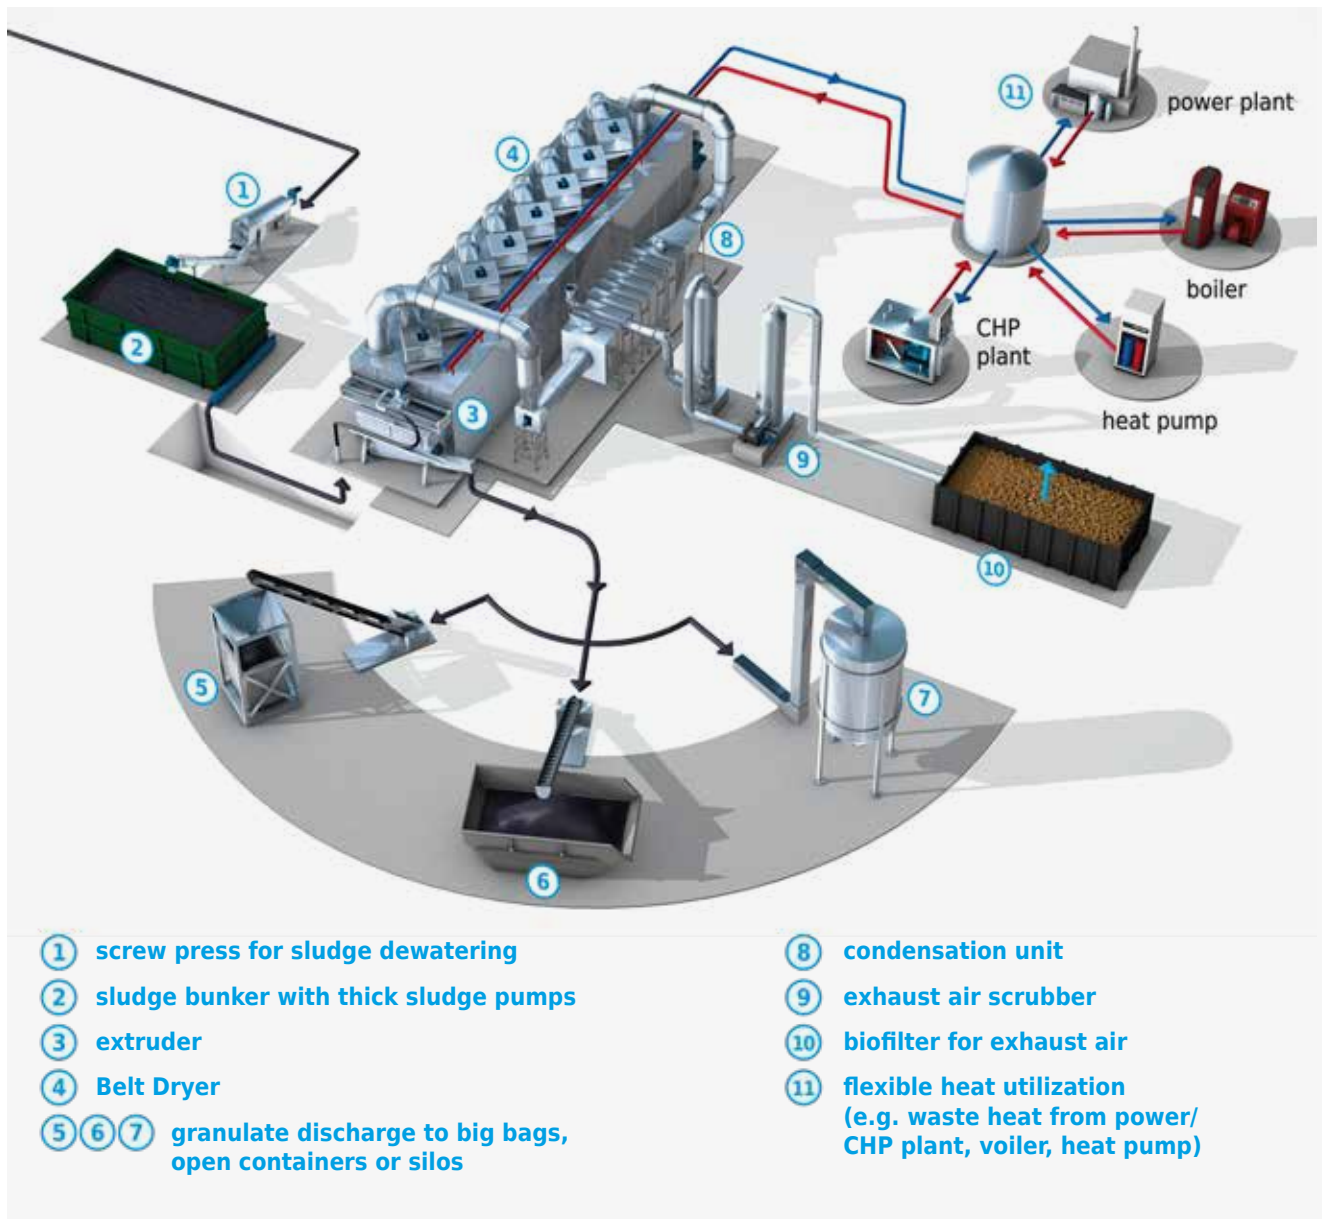 11
power plant
4
1
8
boiler
CHP
plant
2
3
heat pump
9
10
5
7
6
1 screw press for sludge dewatering
2 sludge bunker with thick sludge pumps
3 extruder
4 Belt Dryer
5 6 7 granulate discharge to big bags,
open containers or silos
8 condensation unit
9 exhaust air scrubber
10 biofilter for exhaust air
11 flexible heat utilization
(e.g. waste heat from power/
CHP plant, voiler, heat pump)